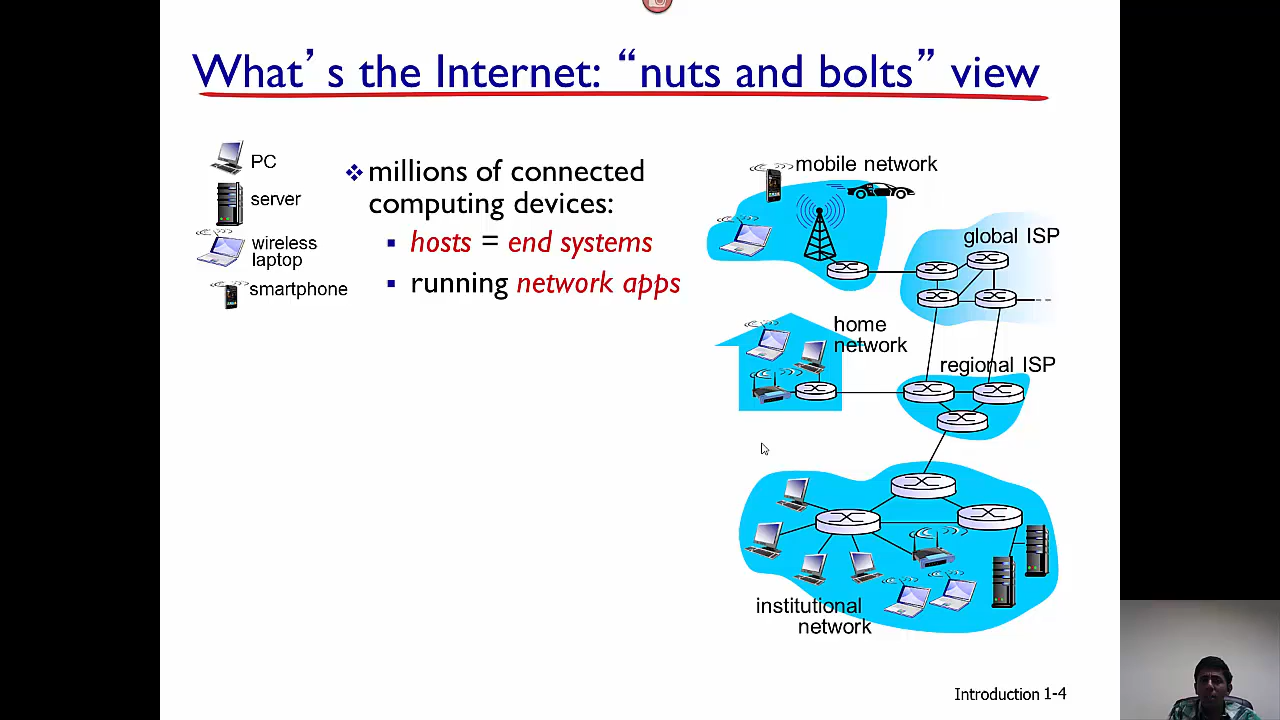 What's the Internet: “nuts and bolts” view
PC
server
wireless
laptop
smartphone
❖ millions of connected
computing devices:
▪ hosts = end systems
▪ running network apps
mobile network
global ISP
home
network
regional ISP
institutional
network
Introduction 1-4